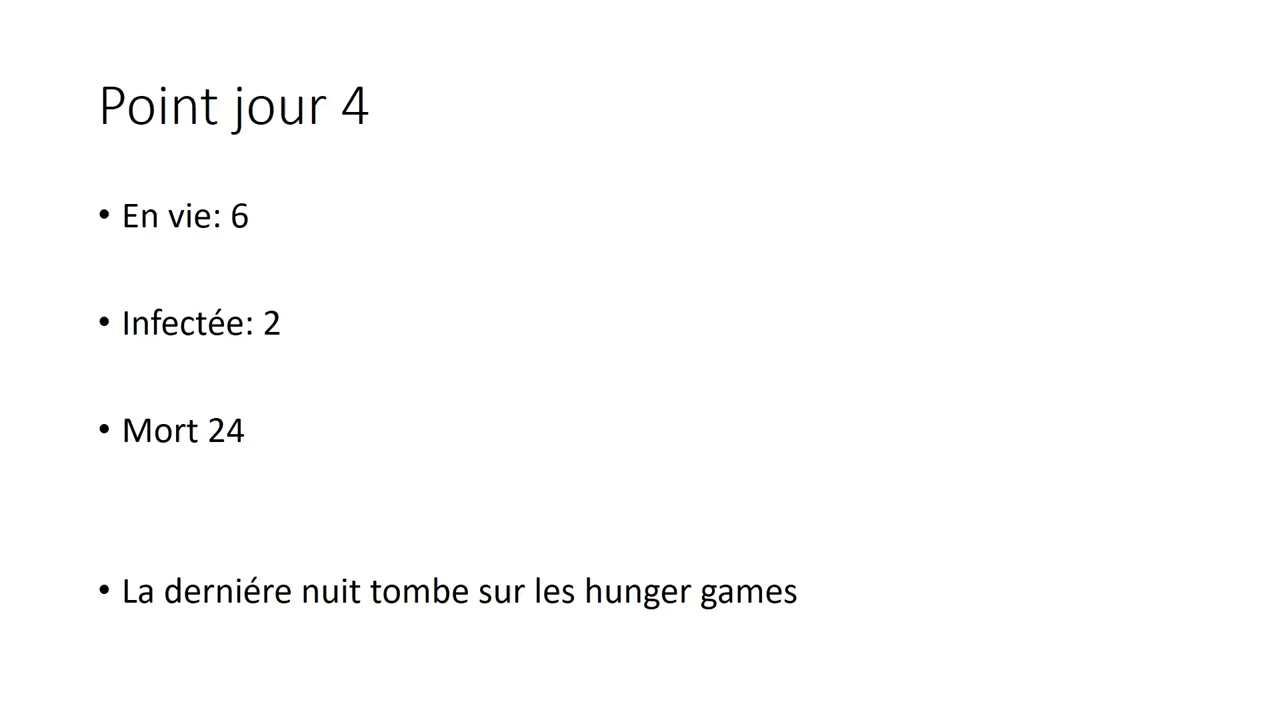 Point jour 4
• En vie: 6
• Infectée: 2
• Mort 24
• La derniére nuit tombe sur les hunger games